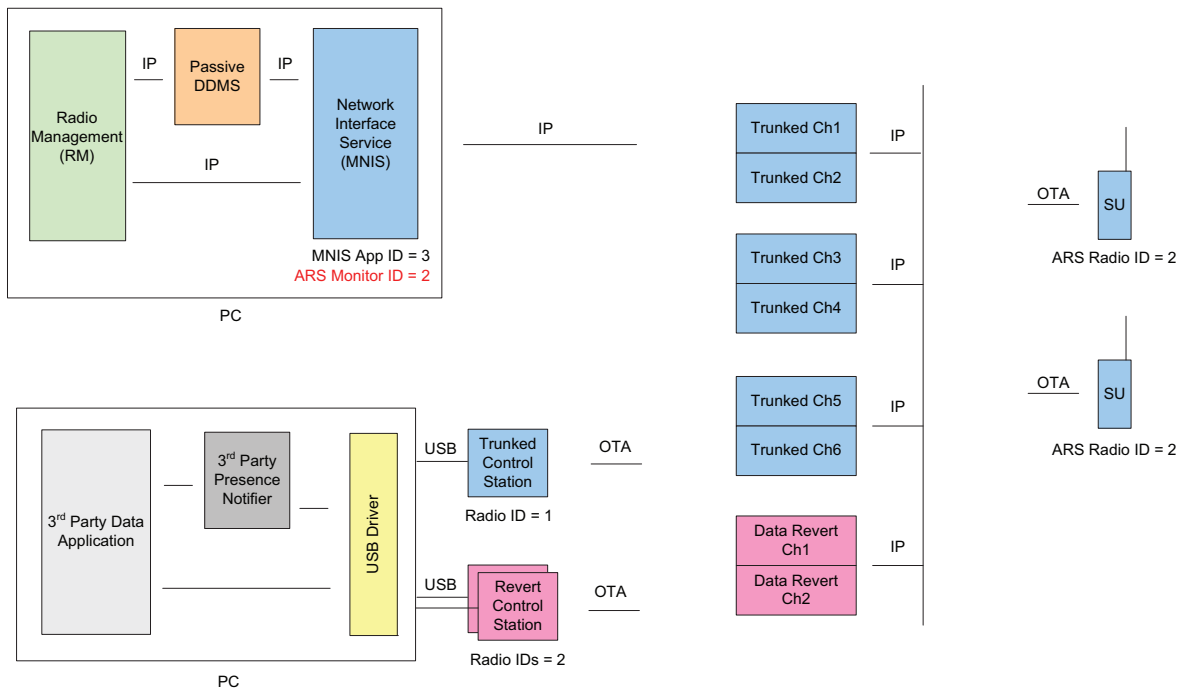 Radio
Management
(RM)
IP
Passive
DDMS
IP
Network
Interface
Service
(MNIS)
IP
MNIS App ID = 3
ARS Monitor ID = 2
PC
IP
Trunked Ch1
Trunked Ch2
IP
Trunked Ch3
Trunked Ch4
IP
Trunked Ch5
Trunked Ch6
IP
Data Revert
Ch1
Data Revert
Ch2
IP
OTA
SU
ARS Radio ID = 2
OTA
SU
ARS Radio ID = 2
3rd Party Data
Application
3rd Party
Presence
Notifier
USB Driver
USB
Trunked
Control
Station
Radio ID = 1
OTA
USB
Revert
Control
Station
Radio IDs = 2
OTA
PC